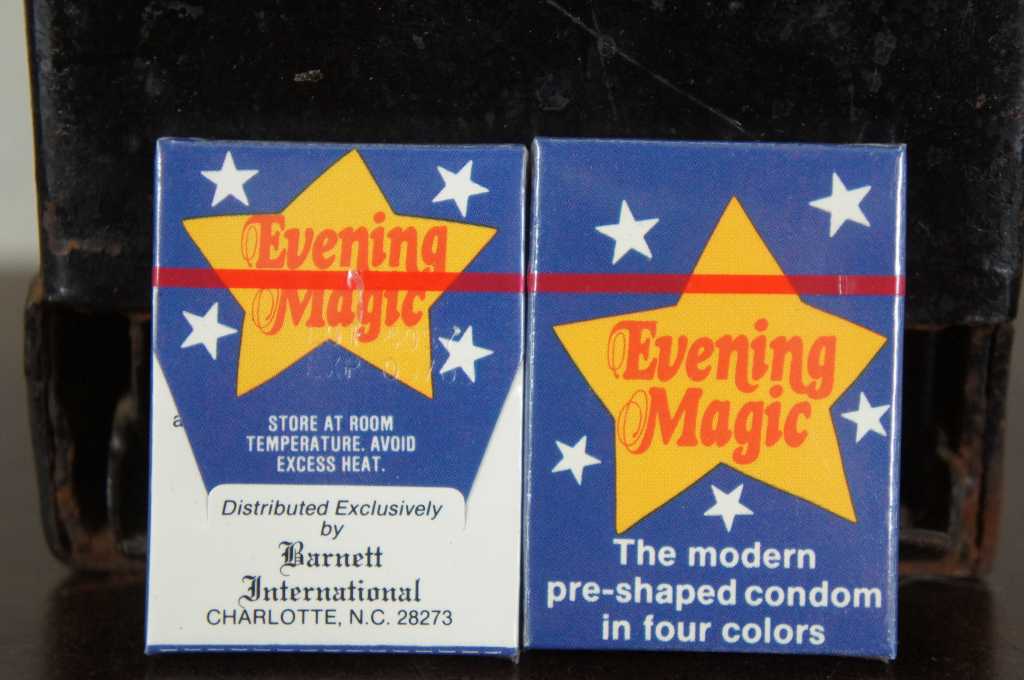 Evening
Magic
STORE AT ROOM
TEMPERATURE. AVOID
EXCESS HEAT.
Distributed Exclusively
by
Barnett
International
CHARLOTTE, N.C. 28273
Evening
Magic
The modern
pre-shaped condom
in four colors